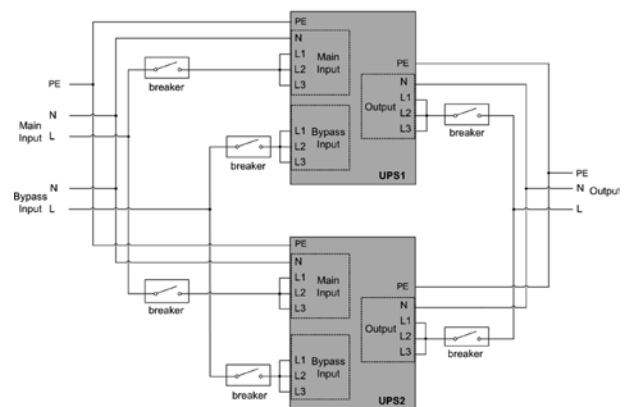 PE
N
Main
Input
L
N
Bypass
Input
L
breaker
breaker
PE
N
L1
L2
L3
Main
Input
L1
L2
L3
Bypass
Input
PE
N
L1
L2
L3
Output
UPS1
breaker
PE
N
Output
L
breaker
breaker
PE
N
L1
L2
L3
Main
Input
L1
L2
L3
Bypass
Input
PE
N
L1
L2
L3
Output
UPS2
breaker